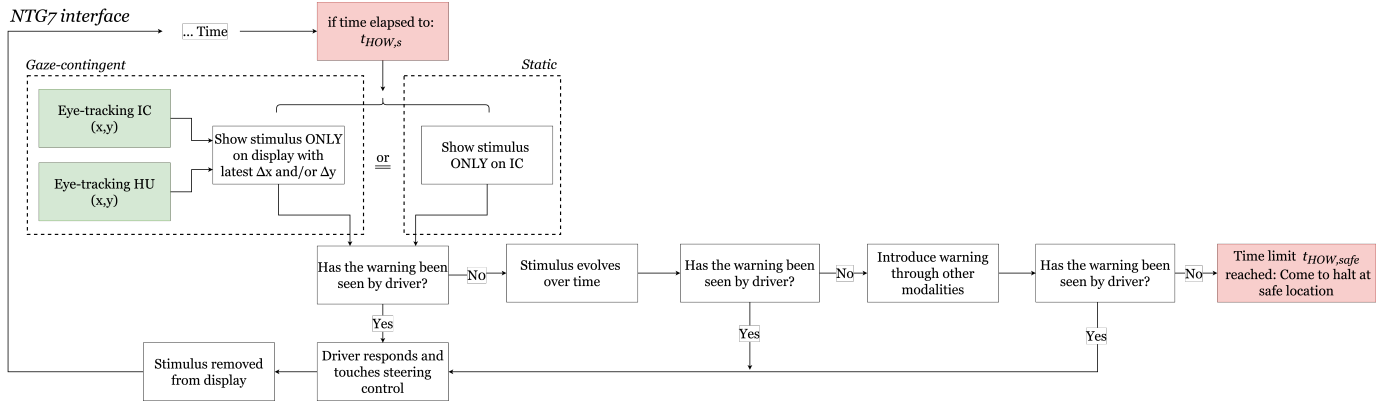 NTG7 interface
... Time
if time elapsed to:
tHOW,s
Gaze-contingent
Static
Eye-tracking IC
(x,y)
Eye-tracking HU
(x,y)
Show stimulus ONLY
on display with
latest Δx and/or Δy
or
Show stimulus
ONLY on IC
Has the warning been
seen by driver?
No
Stimulus evolves
over time
Has the warning been
seen by driver?
No
Introduce warning
through other
modalities
Has the warning been
seen by driver?
No
Time limit tHOW,safe
reached: Come to halt at
safe location
Yes
Yes
Yes
Driver responds and
touches steering
control
Stimulus removed
from display